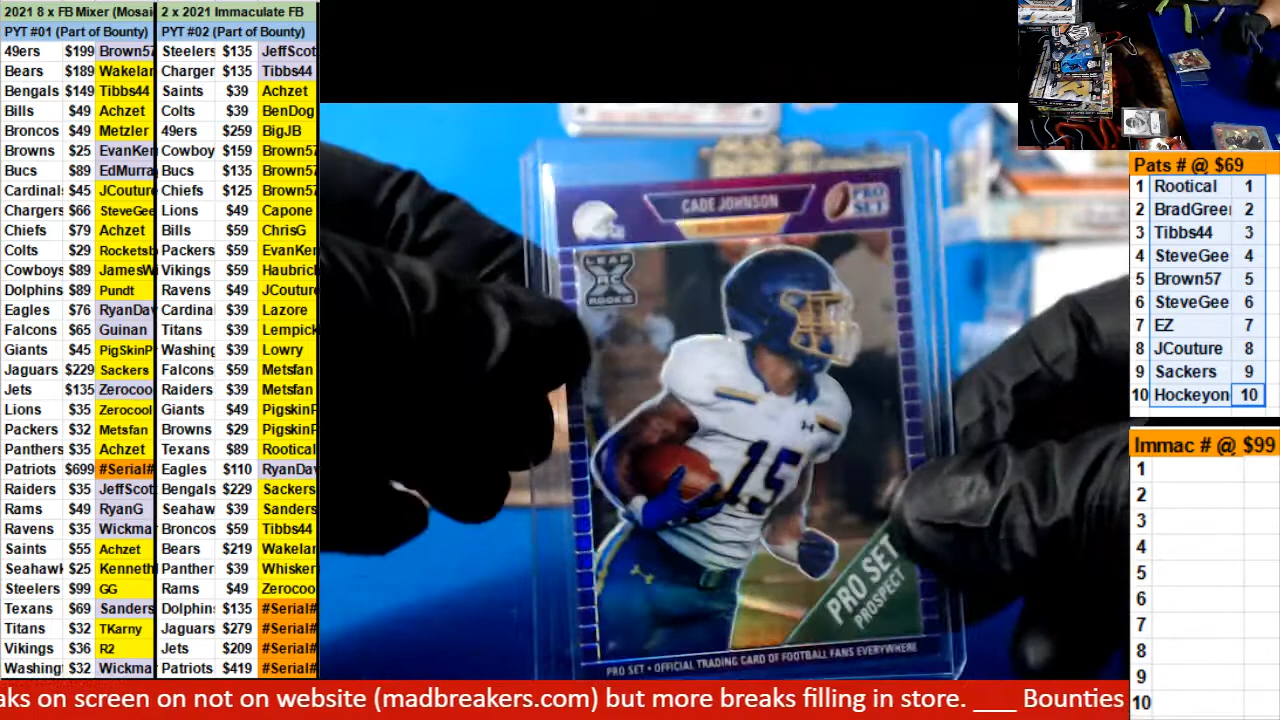 2021 8 x FB Mixer (Mosai
PYT #01 (Part of Bounty)
49ers $199 Brown57
Bears $189 Wakelan
Bengals $149 Tibbs44
Bills $49 Achzet
Broncos $49 Metzler
Browns $25 EvanKen
Bucs $89 EdMurra
Cardinal $45 JCouture
Chargers $66 SteveGee
Chiefs $79 Achzet
Colts $29 Rocketsb
Cowboys $89 JamesW
Dolphins $89 Pundt
Eagles $76 RyanDav
Falcons $65 Guinan
Giants $45 PigSkinP
Jaguars $229 Sackers
Jets $135 Zerocoo
Lions $35 Zerocool
Packers $32 Metsfan
Panthers $35 Achzet
Patriots $699 #Serial#
Raiders $35 JeffScot
Rams $49 RyanG
Ravens $35 Wickma
Saints $55 Achzet
Seahawk $25 Kenneth
Steelers $99 GG
Texans $69 Sanders
Titans $32 TKarny
Vikings $36 R2
Washing $32 Wickma
2 x 2021 Immaculate FB
PYT #02 (Part of Bounty)
Steelers $135 JeffScot
Charger $135 Tibbs44
Saints $39 Achzet
Colts $39 BenDog
49ers $259 BigJB
Cowboy $159 Brown57
Bucs $135 Brown57
Chiefs $125 Brown57
Lions $49 Capone
Bills $59 ChrisG
Packers $59 EvanKen
Vikings $59 Haubric
Ravens $49 JCouture
Cardina $39 Lazore
Titans $39 Lempick
Washing $39 Lowry
Falcons $59 Metsfan
Raiders $39 Metsfan
Giants $49 PigskinP
Browns $29 PigskinP
Texans $89 Rootical
Eagles $110 RyanDav
Bengals $229 Sackers
Seahaw $39 Sanders
Broncos $59 Tibbs44
Bears $219 Wakelan
Panther $39 Whisker
Rams $49 Zerocoo
Dolphin $135 #Serial#
Jaguars $279 #Serial#
Jets $209 #Serial#
Patriots $419 #Serial#
CADE JOHNSON
PRO SET
LEAF
RC
ROOKIE
15
PRO SET
PROSPECT
PRO SET • OFFICIAL TRADING CARD OF FOOTBALL FANS EVERYWHERE
Pats # @ $69
1 Rootical 1
2 BradGree 2
3 Tibbs44 3
4 SteveGee 4
5 Brown57 5
6 SteveGee 6
7 EZ 7
8 JCouture 8
9 Sackers 9
10 Hockeyon 10
Immac # @ $99
1
2
3
4
5
6
7
8
9
10
aks on screen on not on website (madbreakers.com) but more breaks filling in store. ___ Bounties